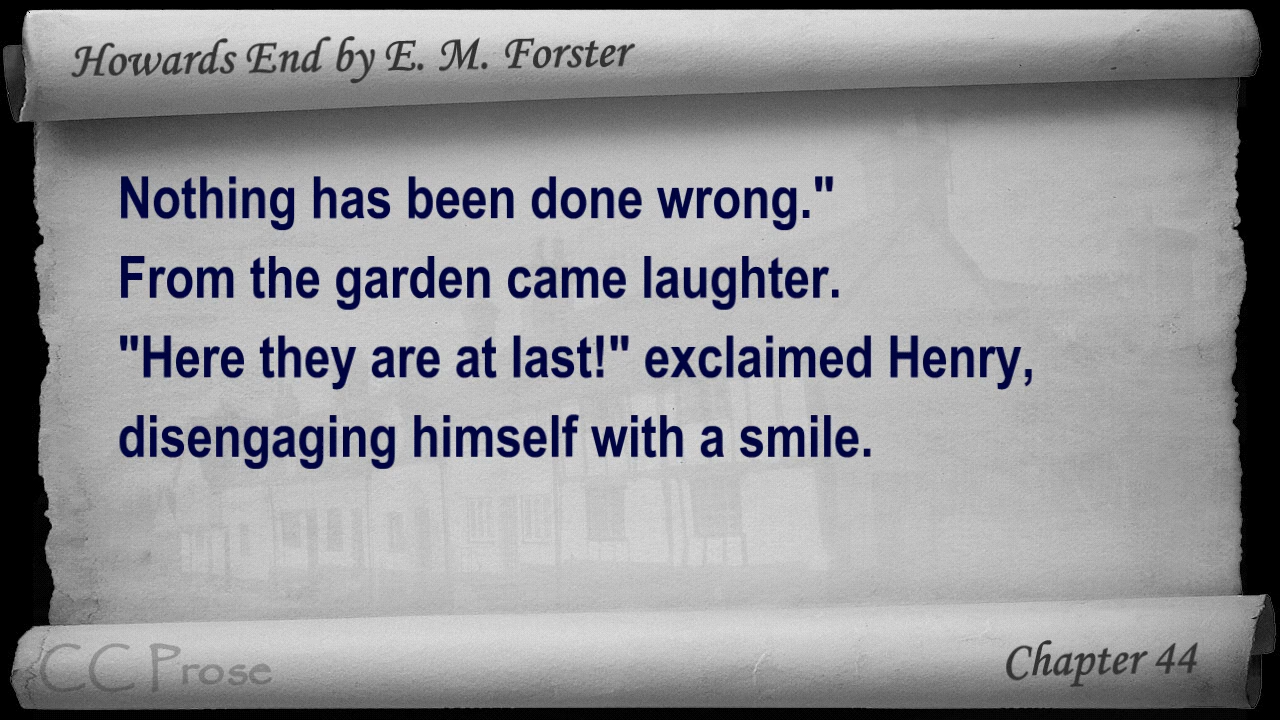 Howards End by E. M. Forster
Nothing has been done wrong."
From the garden came laughter.
"Here they are at last!" exclaimed Henry,
disengaging himself with a smile.
CC Prose
Chapter 44